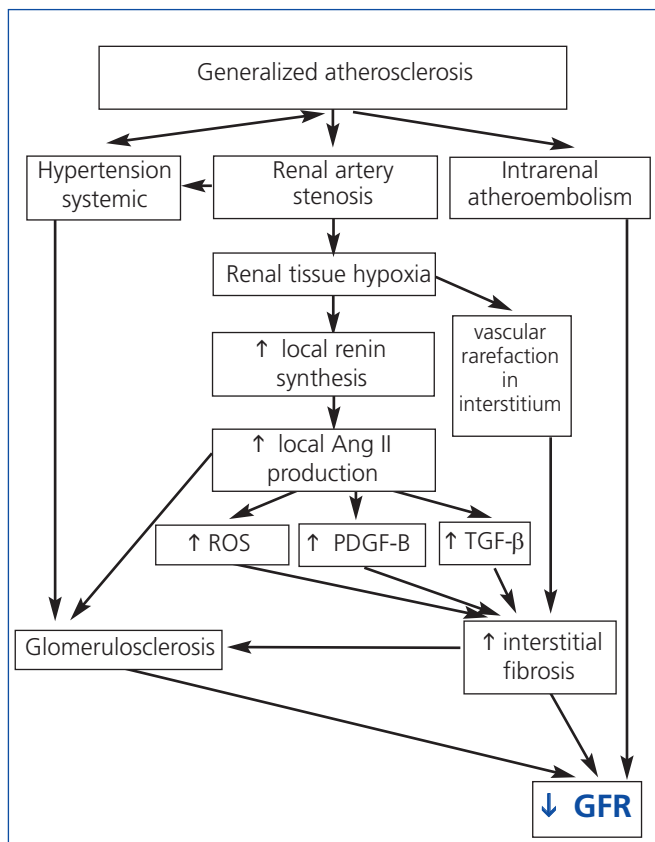 Generalized atherosclerosis
Hypertension
systemic
Renal artery
stenosis
Intrarenal
atheroembolism
Renal tissue hypoxia
↑ local renin
synthesis
vascular
rarefaction
in
interstitium
↑ local Ang II
production
↑ ROS
↑ PDGF-B
↑ TGF-β
Glomerulosclerosis
↑ interstitial
fibrosis
↓ GFR